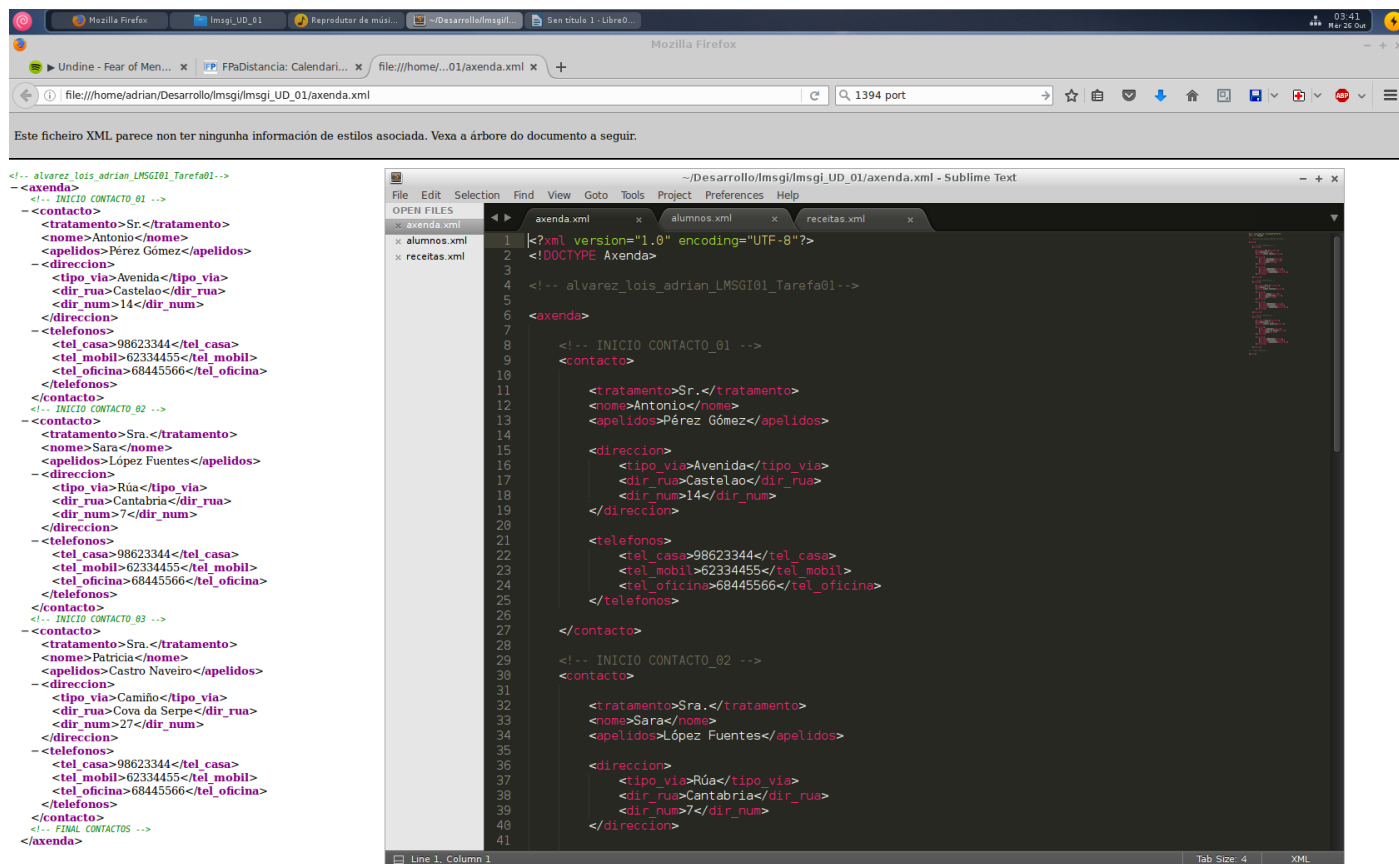 Mozilla Firefox
lmsgi_UD_01
Reprodutor de músi...
~/Desarrollo/lmsgi/l...
Sen título 1 - LibreO...
03:41
Mér 26 Out
Mozilla Firefox
▶ Undine - Fear of Men... ×
FP FPaDistancia: Calendari... ×
file:///home/...01/axenda.xml ×
file:///home/adrian/Desarrollo/lmsgi/lmsgi_UD_01/axenda.xml
1394 port
ABP
Este ficheiro XML parece non ter ningunha información de estilos asociada. Vexa a árbore do documento a seguir.
<!-- alvarez_lois_adrian_LMSGI01_Tarefa01-->
−<axenda>
<!-- INICIO CONTACTO_01 -->
−<contacto>
<tratamento>Sr.</tratamento>
<nome>Antonio</nome>
<apelidos>Pérez Gómez</apelidos>
−<direccion>
<tipo_via>Avenida</tipo_via>
<dir_rua>Castelao</dir_rua>
<dir_num>14</dir_num>
</direccion>
−<telefonos>
<tel_casa>98623344</tel_casa>
<tel_mobil>62334455</tel_mobil>
<tel_oficina>68445566</tel_oficina>
</telefonos>
</contacto>
<!-- INICIO CONTACTO_02 -->
−<contacto>
<tratamento>Sra.</tratamento>
<nome>Sara</nome>
<apelidos>López Fuentes</apelidos>
−<direccion>
<tipo_via>Rúa</tipo_via>
<dir_rua>Cantabria</dir_rua>
<dir_num>7</dir_num>
</direccion>
−<telefonos>
<tel_casa>98623344</tel_casa>
<tel_mobil>62334455</tel_mobil>
<tel_oficina>68445566</tel_oficina>
</telefonos>
</contacto>
<!-- INICIO CONTACTO_03 -->
−<contacto>
<tratamento>Sra.</tratamento>
<nome>Patricia</nome>
<apelidos>Castro Naveiro</apelidos>
−<direccion>
<tipo_via>Camiño</tipo_via>
<dir_rua>Cova da Serpe</dir_rua>
<dir_num>27</dir_num>
</direccion>
−<telefonos>
<tel_casa>98623344</tel_casa>
<tel_mobil>62334455</tel_mobil>
<tel_oficina>68445566</tel_oficina>
</telefonos>
</contacto>
<!-- FINAL CONTACTOS -->
</axenda>
~/Desarrollo/lmsgi/lmsgi_UD_01/axenda.xml - Sublime Text
File Edit Selection Find View Goto Tools Project Preferences Help
OPEN FILES
× axenda.xml
× alumnos.xml
× receitas.xml
axenda.xml × alumnos.xml × receitas.xml ×
1 <?xml version="1.0" encoding="UTF-8"?>
2 <!DOCTYPE Axenda>
3
4 <!-- alvarez_lois_adrian_LMSGI01_Tarefa01-->
5
6 <axenda>
7
8 <!-- INICIO CONTACTO_01 -->
9 <contacto>
10
11 <tratamento>Sr.</tratamento>
12 <nome>Antonio</nome>
13 <apelidos>Pérez Gómez</apelidos>
14
15 <direccion>
16 <tipo_via>Avenida</tipo_via>
17 <dir_rua>Castelao</dir_rua>
18 <dir_num>14</dir_num>
19 </direccion>
20
21 <telefonos>
22 <tel_casa>98623344</tel_casa>
23 <tel_mobil>62334455</tel_mobil>
24 <tel_oficina>68445566</tel_oficina>
25 </telefonos>
26
27 </contacto>
28
29 <!-- INICIO CONTACTO_02 -->
30 <contacto>
31
32 <tratamento>Sra.</tratamento>
33 <nome>Sara</nome>
34 <apelidos>López Fuentes</apelidos>
35
36 <direccion>
37 <tipo_via>Rúa</tipo_via>
38 <dir_rua>Cantabria</dir_rua>
39 <dir_num>7</dir_num>
40 </direccion>
41
Line 1, Column 1
Tab Size: 4
XML